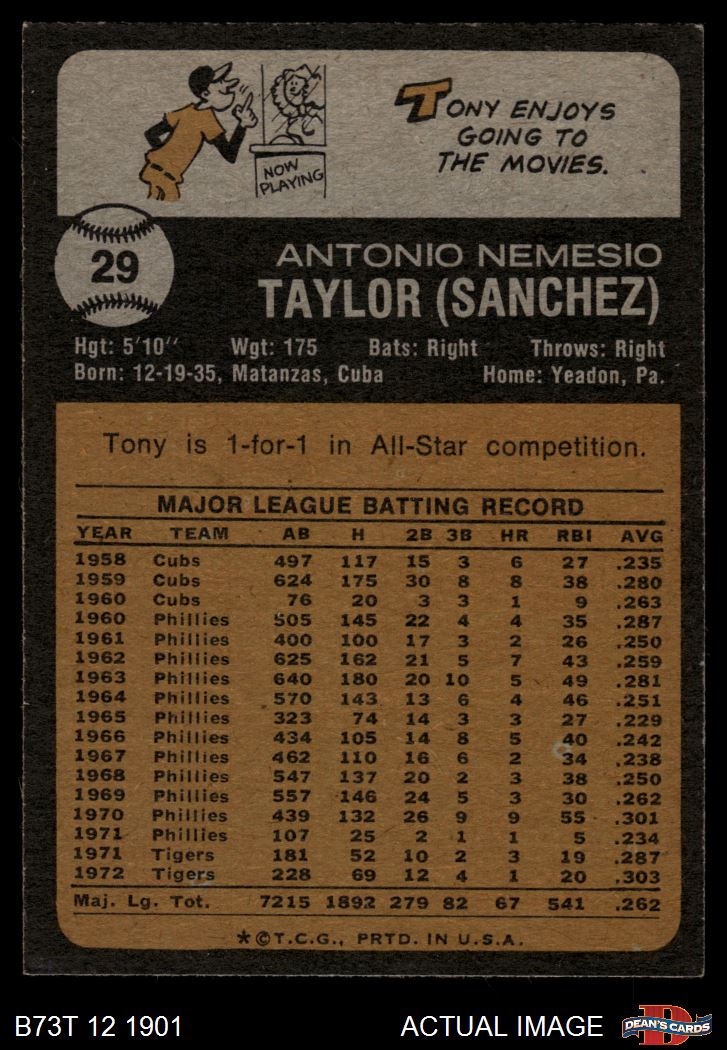 TONY ENJOYS
GOING TO
THE MOVIES.
NOW
PLAYING
29
ANTONIO NEMESIO
TAYLOR (SANCHEZ)
Hgt: 5'10" Wgt: 175 Bats: Right Throws: Right
Born: 12-19-35, Matanzas, Cuba Home: Yeadon, Pa.
Tony is 1-for-1 in All-Star competition.
MAJOR LEAGUE BATTING RECORD
YEAR TEAM AB H 2B 3B HR RBI AVG
1958 Cubs 497 117 15 3 6 27 .235
1959 Cubs 624 175 30 8 8 38 .280
1960 Cubs 76 20 3 3 1 9 .263
1960 Phillies 505 145 22 4 4 35 .287
1961 Phillies 400 100 17 3 2 26 .250
1962 Phillies 625 162 21 5 7 43 .259
1963 Phillies 640 180 20 10 5 49 .281
1964 Phillies 570 143 13 6 4 46 .251
1965 Phillies 323 74 14 3 3 27 .229
1966 Phillies 434 105 14 8 5 40 .242
1967 Phillies 462 110 16 6 2 34 .238
1968 Phillies 547 137 20 2 3 38 .250
1969 Phillies 557 146 24 5 3 30 .262
1970 Phillies 439 132 26 9 9 55 .301
1971 Phillies 107 25 2 1 1 5 .234
1971 Tigers 181 52 10 2 3 19 .287
1972 Tigers 228 69 12 4 1 20 .303
Maj. Lg. Tot. 7215 1892 279 82 67 541 .262
*©T.C.G., PRTD. IN U.S.A.
B73T 12 1901 ACTUAL IMAGE
D
DEAN'S CARDS